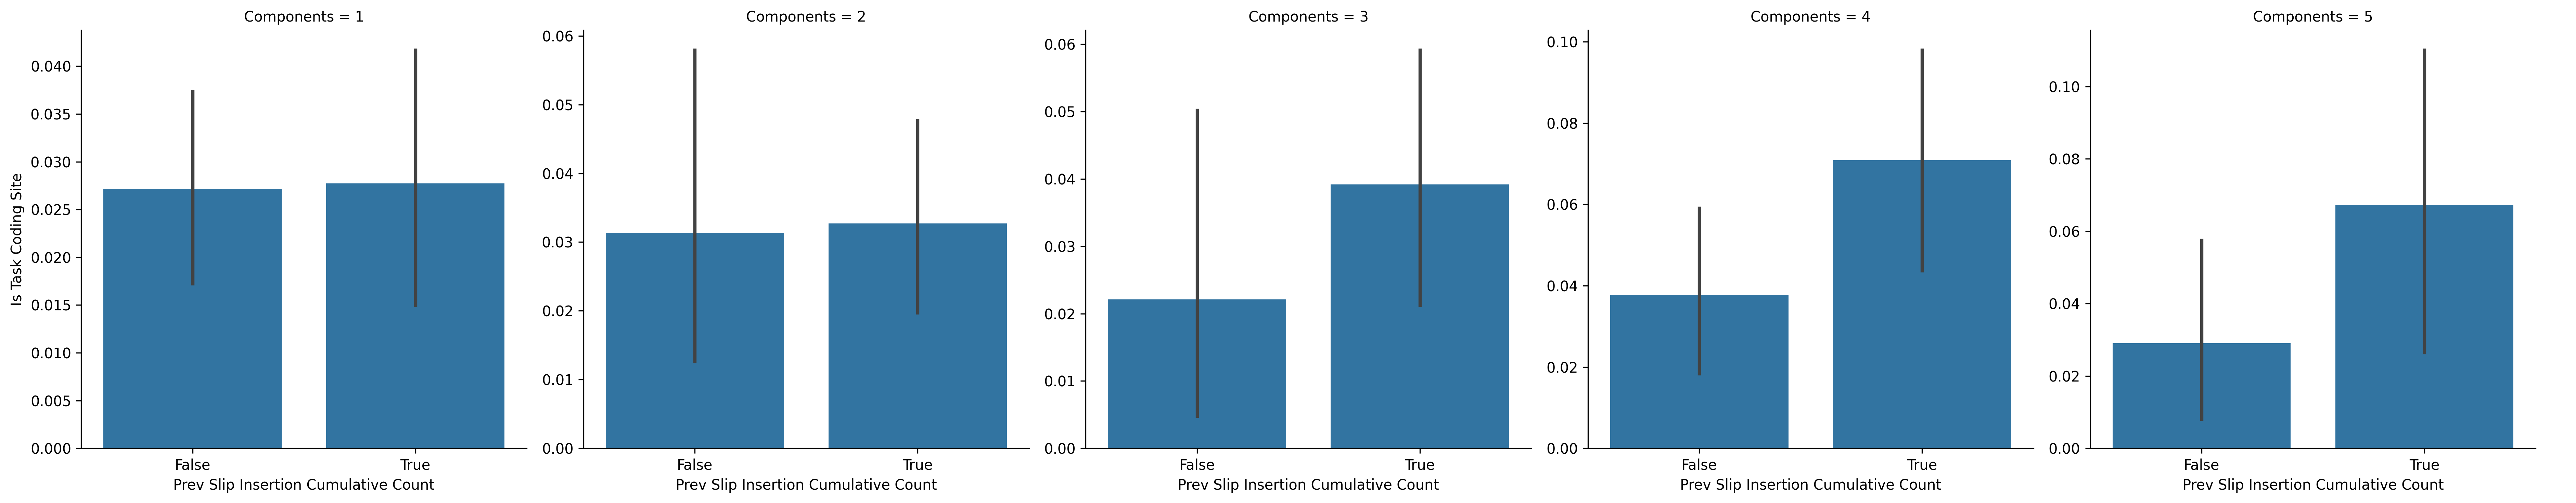 Components = 1
Is Task Coding Site
0.040
0.035
0.030
0.025
0.020
0.015
0.010
0.005
0.000
False
True
Prev Slip Insertion Cumulative Count
Components = 2
0.06
0.05
0.04
0.03
0.02
0.01
0.00
False
True
Prev Slip Insertion Cumulative Count
Components = 3
0.06
0.05
0.04
0.03
0.02
0.01
0.00
False
True
Prev Slip Insertion Cumulative Count
Components = 4
0.10
0.08
0.06
0.04
0.02
0.00
False
True
Prev Slip Insertion Cumulative Count
Components = 5
0.10
0.08
0.06
0.04
0.02
0.00
False
True
Prev Slip Insertion Cumulative Count